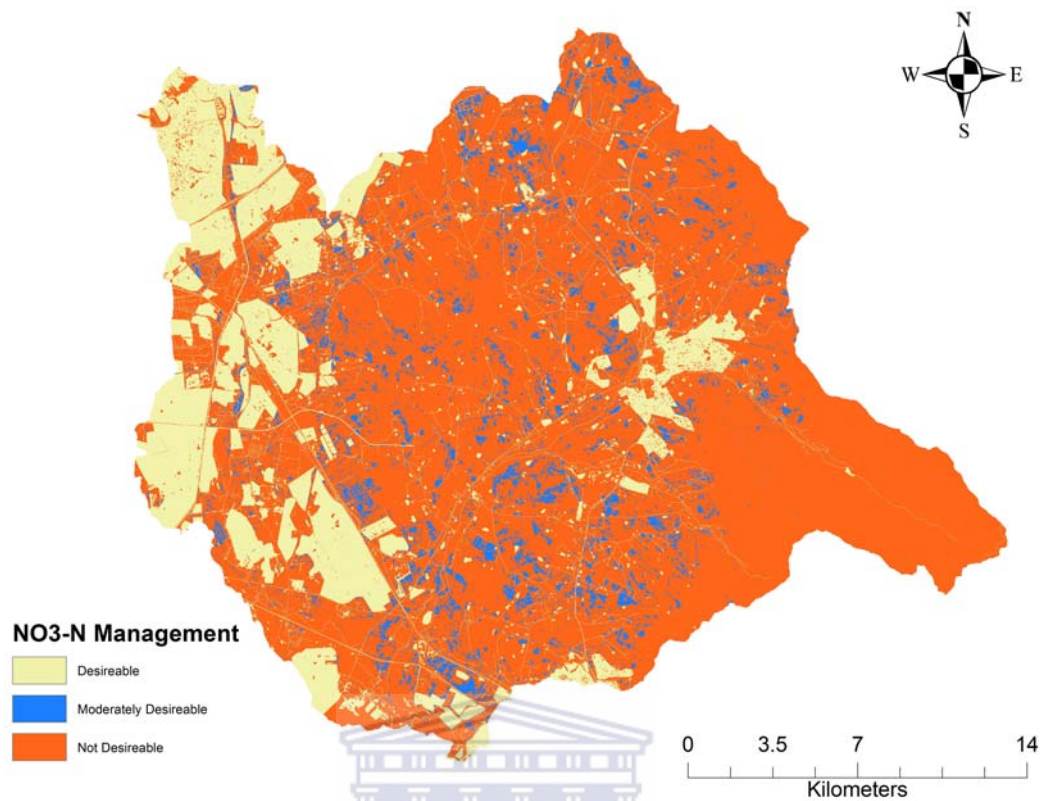 N
W E
S
NO3-N Management
Desireable
Moderately Desireable
Not Desireable
0 3.5 7 14
Kilometers